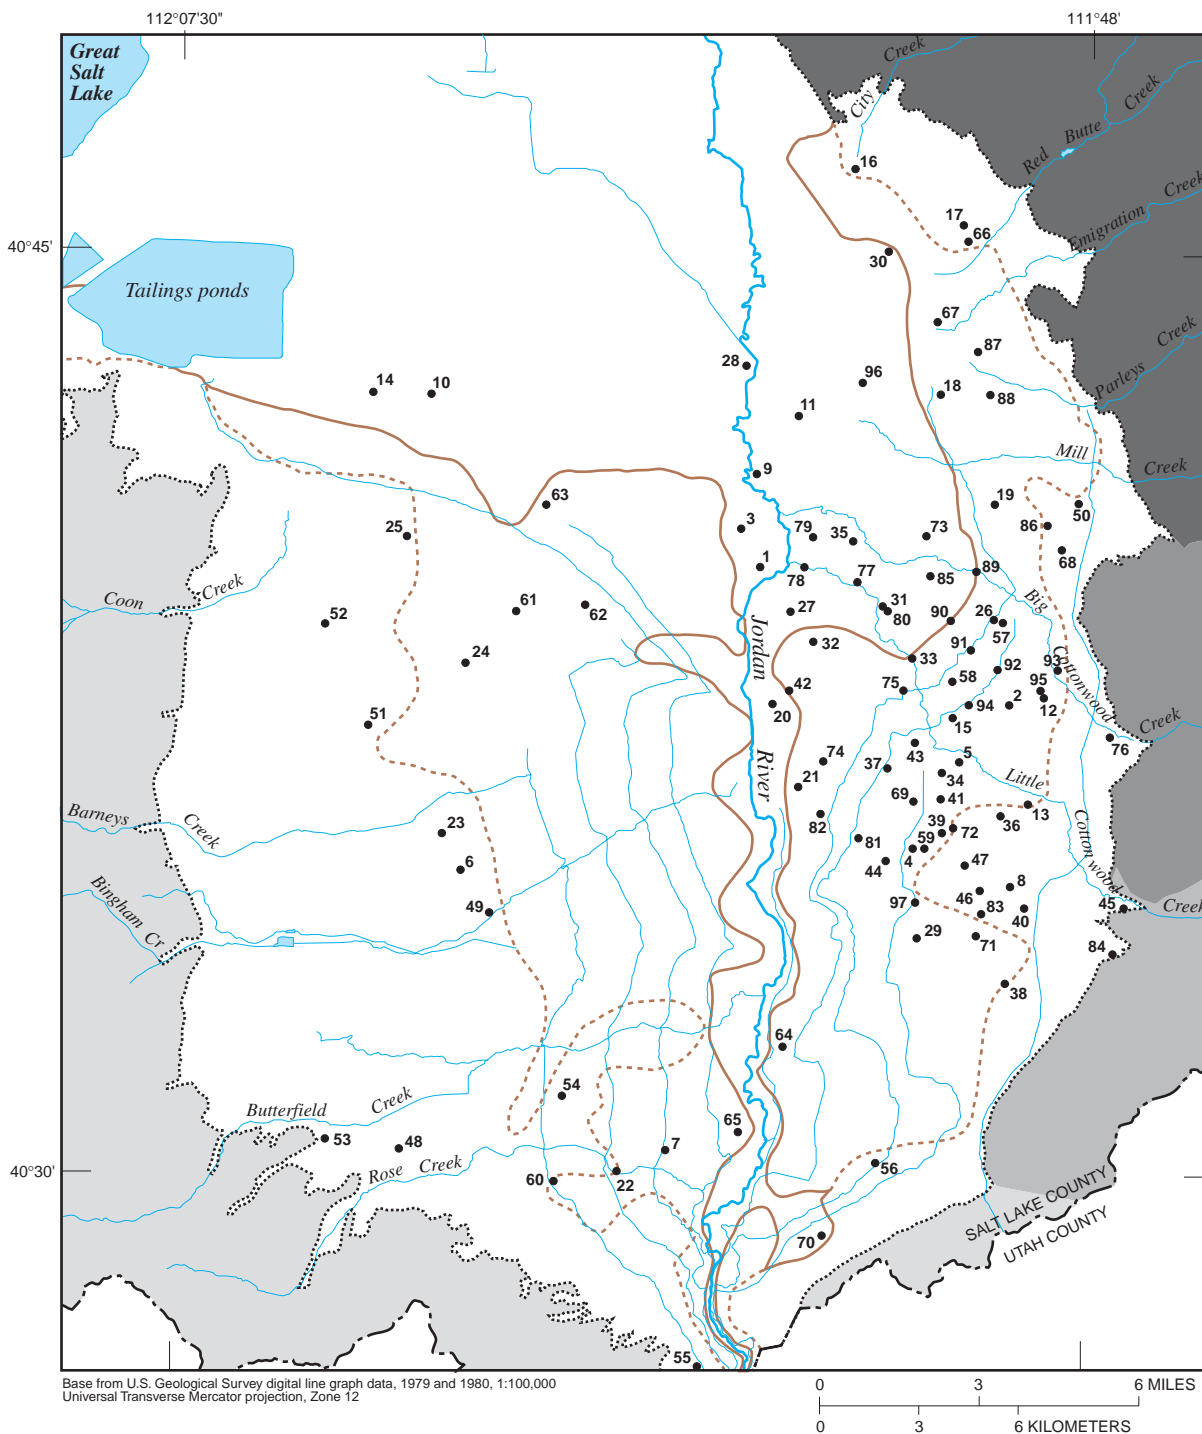 112°07'30"
111°48'
Great
Salt
Lake
Creek
City
Creek
Butte
Red
16
Creek
Emigration
17
66
40°45'
30
Tailings ponds
67
Creek
87
28
96
14
10
18
88
Parleys
11
Mill
Creek
9
63
19
50
3
86
25
79
35
73
68
1
78
77
85
89
Creek
Coon
Big
61
62
27
31
80
90
26
57
52
Jordan
32
91
24
33
92
93
Cottonwood
58
95
42
75
2
12
94
51
20
15
Creek
76
43
74
5
River
37
34
Little
21
69
41
Barneys
Creek
13
39
82
36
72
23
81
59
Cottonwood
4
6
44
47
Bingham Cr
8
46
97
83
40
45
Creek
49
29
71
84
38
64
54
Creek
Butterfield
65
53
48
7
Rose Creek
56
40°30'
60
22
SALT LAKE COUNTY
UTAH COUNTY
70
55
Base from U.S. Geological Survey digital line graph data, 1979 and 1980, 1:100,000
Universal Transverse Mercator projection, Zone 12
0 3 6 MILES
0 3 6 KILOMETERS